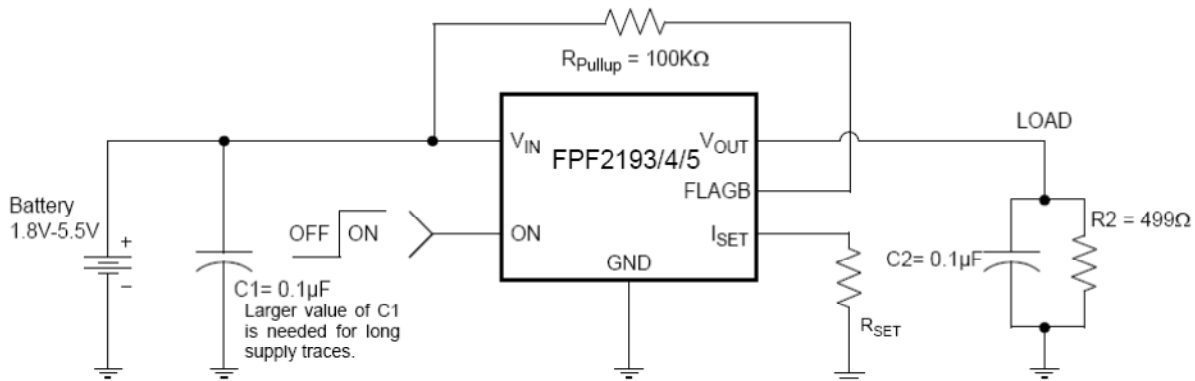 R_Pullup = 100KΩ
V_IN
FPF2193/4/5
V_OUT
FLAGB
ON
I_SET
GND
LOAD
Battery
1.8V-5.5V
+
–
OFF
ON
C1= 0.1µF
Larger value of C1
is needed for long
supply traces.
R_SET
C2= 0.1µF
R2 = 499Ω